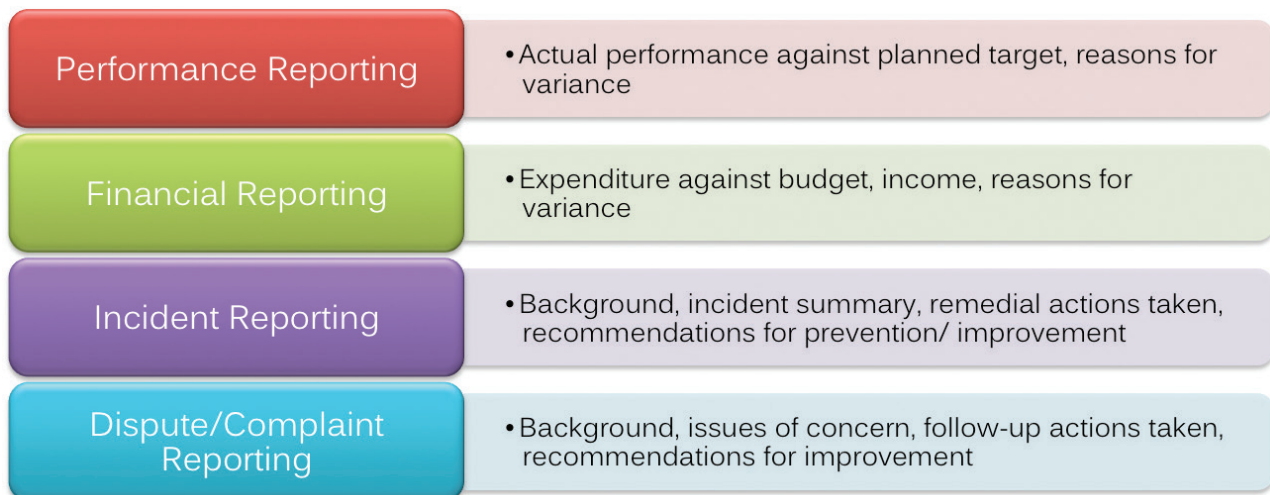 Performance Reporting
• Actual performance against planned target, reasons for
variance
Financial Reporting
• Expenditure against budget, income, reasons for
variance
Incident Reporting
• Background, incident summary, remedial actions taken,
recommendations for prevention/ improvement
Dispute/Complaint
Reporting
• Background, issues of concern, follow-up actions taken,
recommendations for improvement